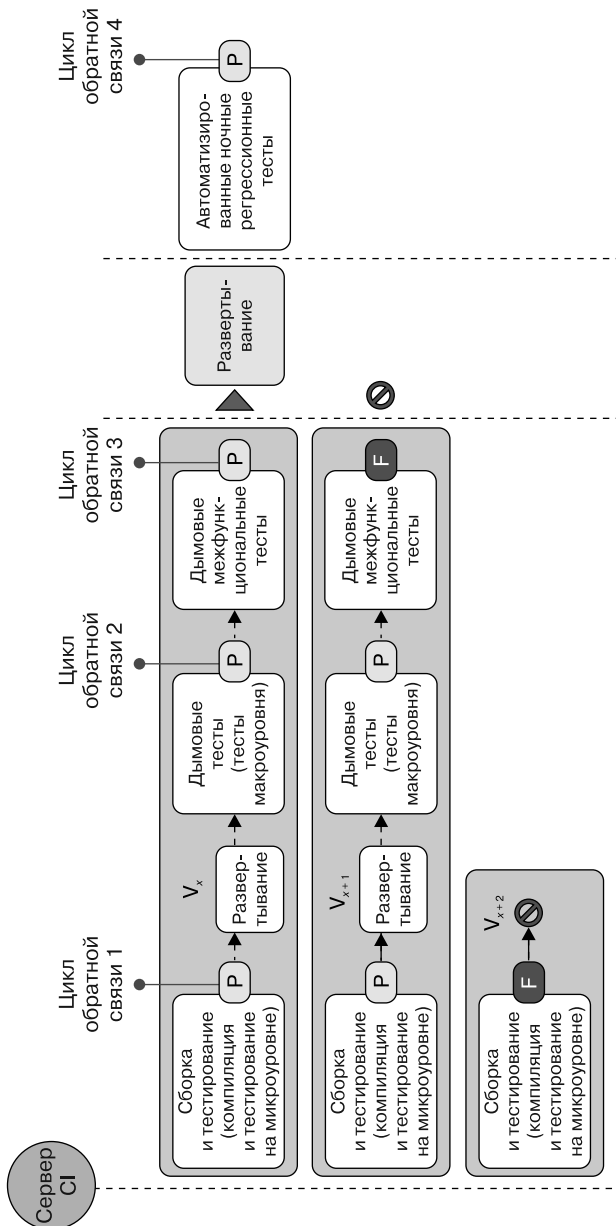 Сервер
CI
Цикл
обратной
связи 1
Цикл
обратной
связи 2
Цикл
обратной
связи 3
Цикл
обратной
связи 4
Сборка
и тестирование
(компиляция
и тестирование
на микроуровне)
P
V x
Развер-
тывание
Дымовые
тесты
(тесты
макроуровня)
P
Дымовые
межфунк-
циональные
тесты
P
Разверты-
вание
Автоматизиро-
ванные ночные
регрессионные
тесты
P
Сборка
и тестирование
(компиляция
и тестирование
на микроуровне)
P
V x + 1
Развер-
тывание
Дымовые
тесты
(тесты
макроуровня)
P
Дымовые
межфунк-
циональные
тесты
F
Сборка
и тестирование
(компиляция
и тестирование
на микроуровне)
F
V x + 2